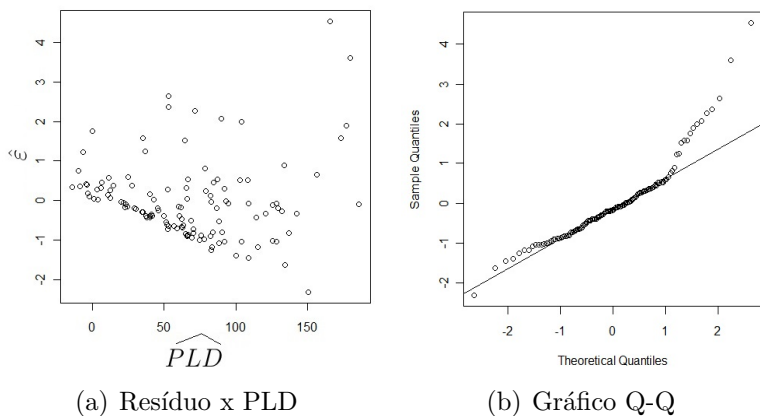 4
3
2
1
0
-1
-2
ε̂
0 50 100 150
\widehat{PLD}
(a) Resíduo x PLD
4
3
2
1
0
-1
-2
Sample Quantiles
-2 -1 0 1 2
Theoretical Quantiles
(b) Gráfico Q-Q